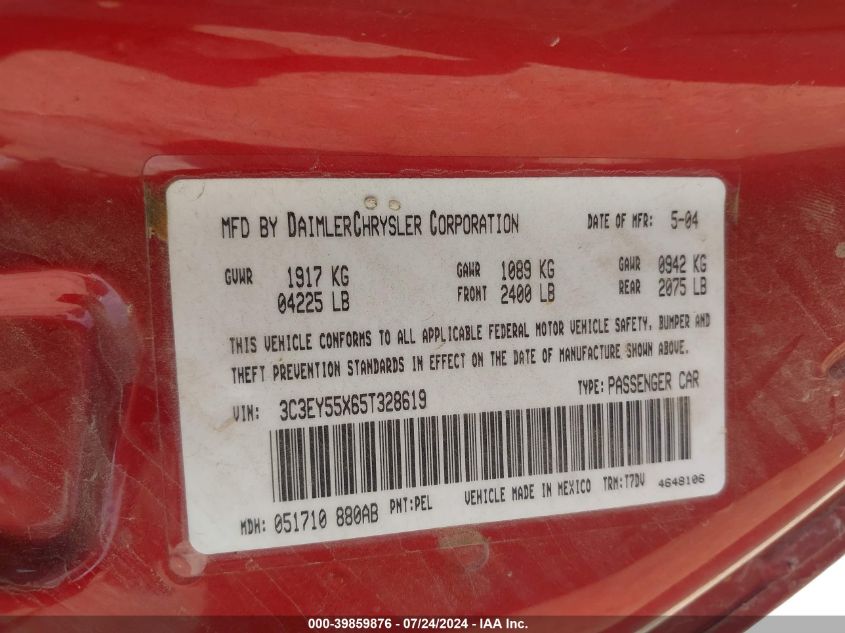 MFD BY DAIMLERCHRYSLER CORPORATION DATE OF MFR: 5-04
GVWR 1917 KG GAWR 1089 KG GAWR 0942 KG
04225 LB FRONT 2400 LB REAR 2075 LB
THIS VEHICLE CONFORMS TO ALL APPLICABLE FEDERAL MOTOR VEHICLE SAFETY, BUMPER AND
THEFT PREVENTION STANDARDS IN EFFECT ON THE DATE OF MANUFACTURE SHOWN ABOVE.
VIN: 3C3EY55X65T328619 TYPE: PASSENGER CAR
MDH: 051710 880AB PNT:PEL VEHICLE MADE IN MEXICO TRM:T7DV 4648106
000-39859876 - 07/24/2024 - IAA Inc.